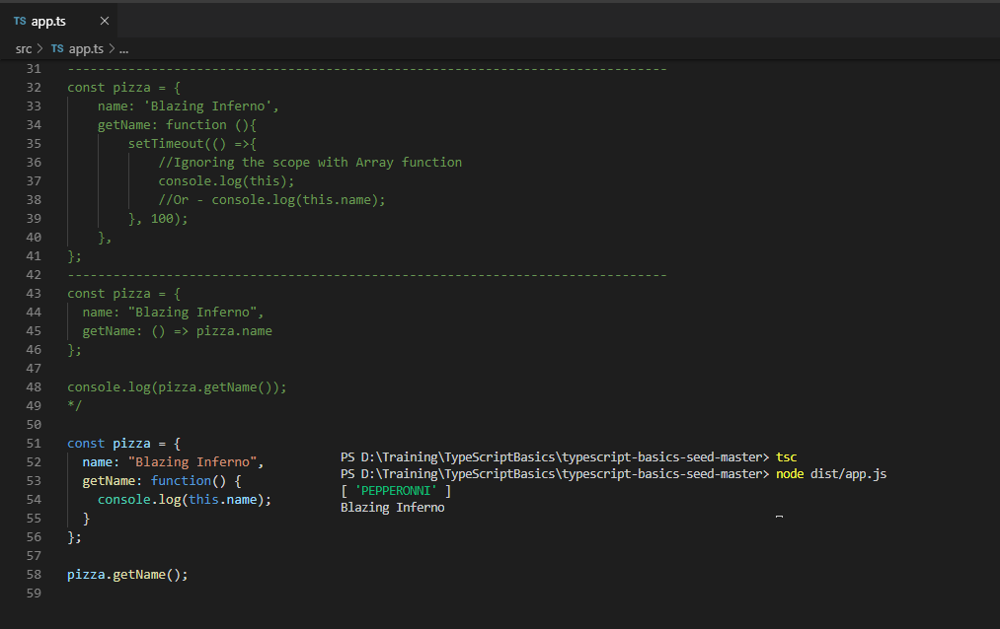 TS app.ts ×
src > TS app.ts > ...
31 -------------------------------------------------------------------------------
32 const pizza = {
33 name: 'Blazing Inferno',
34 getName: function (){
35 setTimeout(() =>{
36 //Ignoring the scope with Array function
37 console.log(this);
38 //Or - console.log(this.name);
39 }, 100);
40 },
41 };
42 -------------------------------------------------------------------------------
43 const pizza = {
44 name: "Blazing Inferno",
45 getName: () => pizza.name
46 };
47
48 console.log(pizza.getName());
49 */
50
51 const pizza = {
52 name: "Blazing Inferno",
53 getName: function() {
54 console.log(this.name);
55 }
56 };
57
58 pizza.getName();
59
PS D:\Training\TypeScriptBasics\typescript-basics-seed-master> tsc
PS D:\Training\TypeScriptBasics\typescript-basics-seed-master> node dist/app.js
[ 'PEPPERONNI' ]
Blazing Inferno